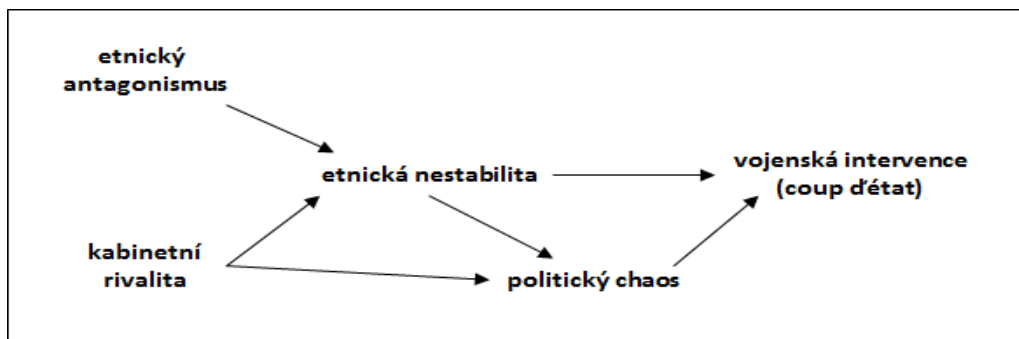 etnický
antagonismus
etnická nestabilita
vojenská intervence
(coup ďétat)
kabinetní
rivalita
politický chaos